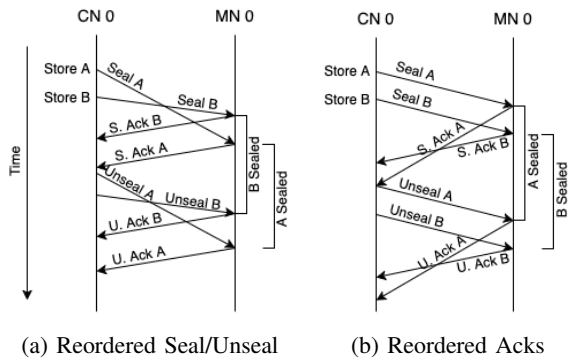 CN 0
MN 0
Time
Store A
Store B
Seal A
Seal B
S. Ack B
S. Ack A
Unseal A
Unseal B
U. Ack B
U. Ack A
B Sealed
A Sealed
(a) Reordered Seal/Unseal
CN 0
MN 0
Store A
Store B
Seal A
Seal B
S. Ack A
S. Ack B
Unseal A
Unseal B
U. Ack A
U. Ack B
A Sealed
B Sealed
(b) Reordered Acks